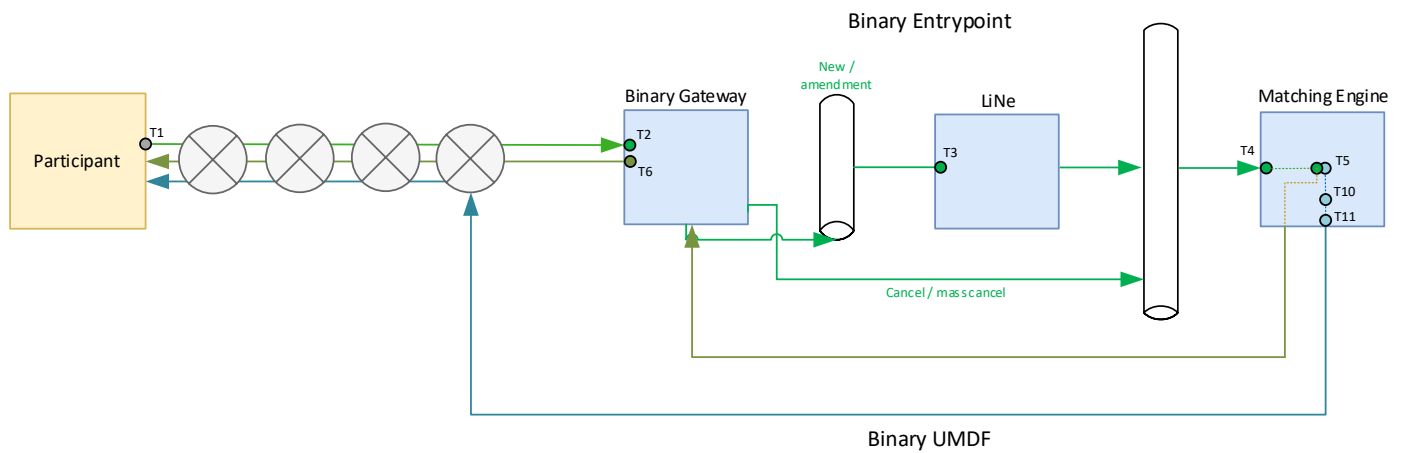 Binary Entrypoint
New /
amendment
Binary Gateway
LiNe
Matching Engine
T1
T2
T3
T4
T5
Participant
T6
T10
T11
Cancel / mass cancel
Binary UMDF